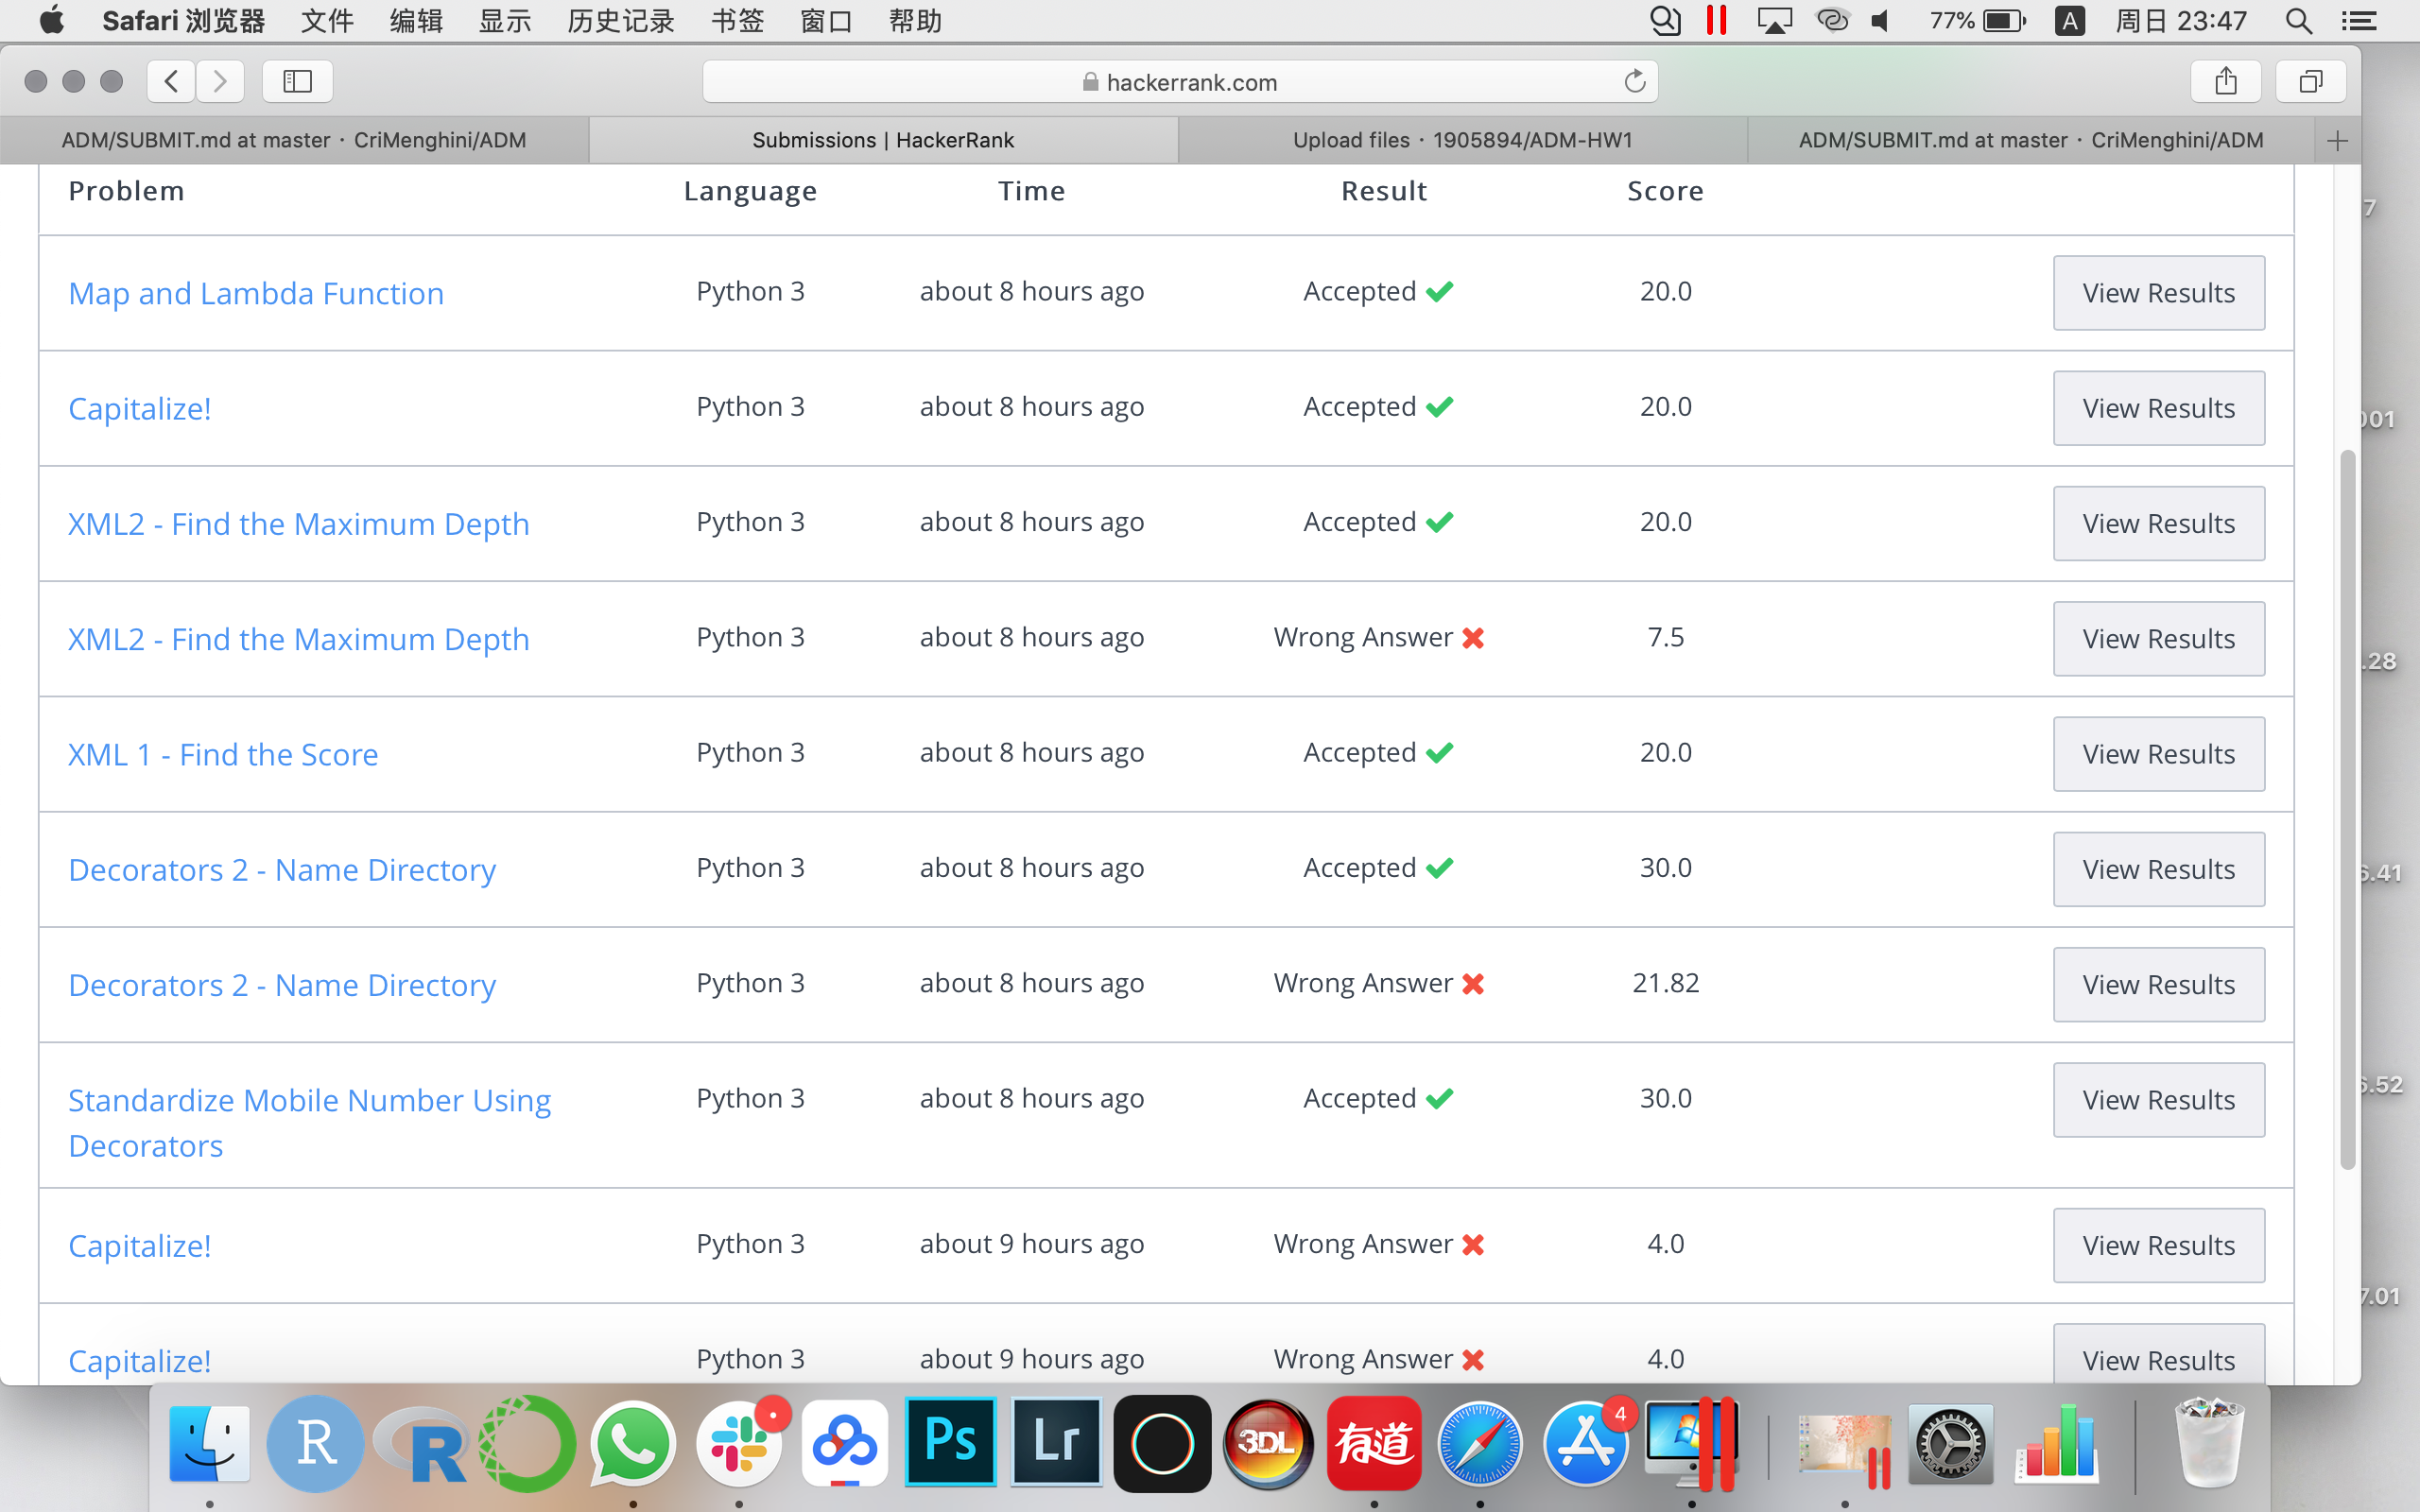 Safari 浏览器 文件 编辑 显示 历史记录 书签 窗口 帮助 77% A 周日 23:47
hackerrank.com
ADM/SUBMIT.md at master · CriMenghini/ADM Submissions | HackerRank Upload files · 1905894/ADM-HW1 ADM/SUBMIT.md at master · CriMenghini/ADM
Problem Language Time Result Score
7
Map and Lambda Function Python 3 about 8 hours ago Accepted 20.0 View Results
Capitalize! Python 3 about 8 hours ago Accepted 20.0 View Results
001
XML2 - Find the Maximum Depth Python 3 about 8 hours ago Accepted 20.0 View Results
XML2 - Find the Maximum Depth Python 3 about 8 hours ago Wrong Answer 7.5 View Results
.28
XML 1 - Find the Score Python 3 about 8 hours ago Accepted 20.0 View Results
Decorators 2 - Name Directory Python 3 about 8 hours ago Accepted 30.0 View Results
6.41
Decorators 2 - Name Directory Python 3 about 8 hours ago Wrong Answer 21.82 View Results
Standardize Mobile Number Using Python 3 about 8 hours ago Accepted 30.0 View Results
Decorators
6.52
Capitalize! Python 3 about 9 hours ago Wrong Answer 4.0 View Results
7.01
Capitalize! Python 3 about 9 hours ago Wrong Answer 4.0 View Results
R R Ps Lr 3DL 有道 4